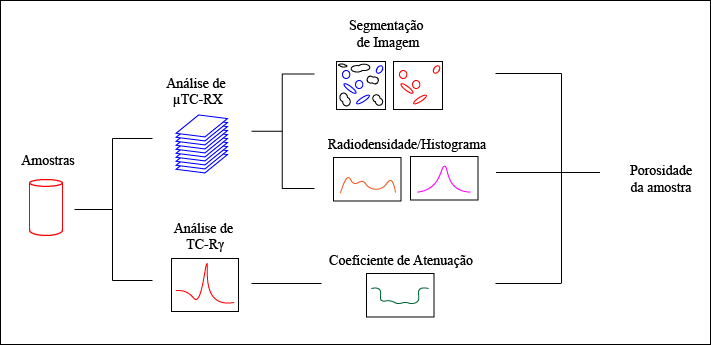 Segmentação
de Imagem
Análise de
µTC-RX
Radiodensidade/Histograma
Amostras
Porosidade
da amostra
Análise de
TC-Rγ
Coeficiente de Atenuação